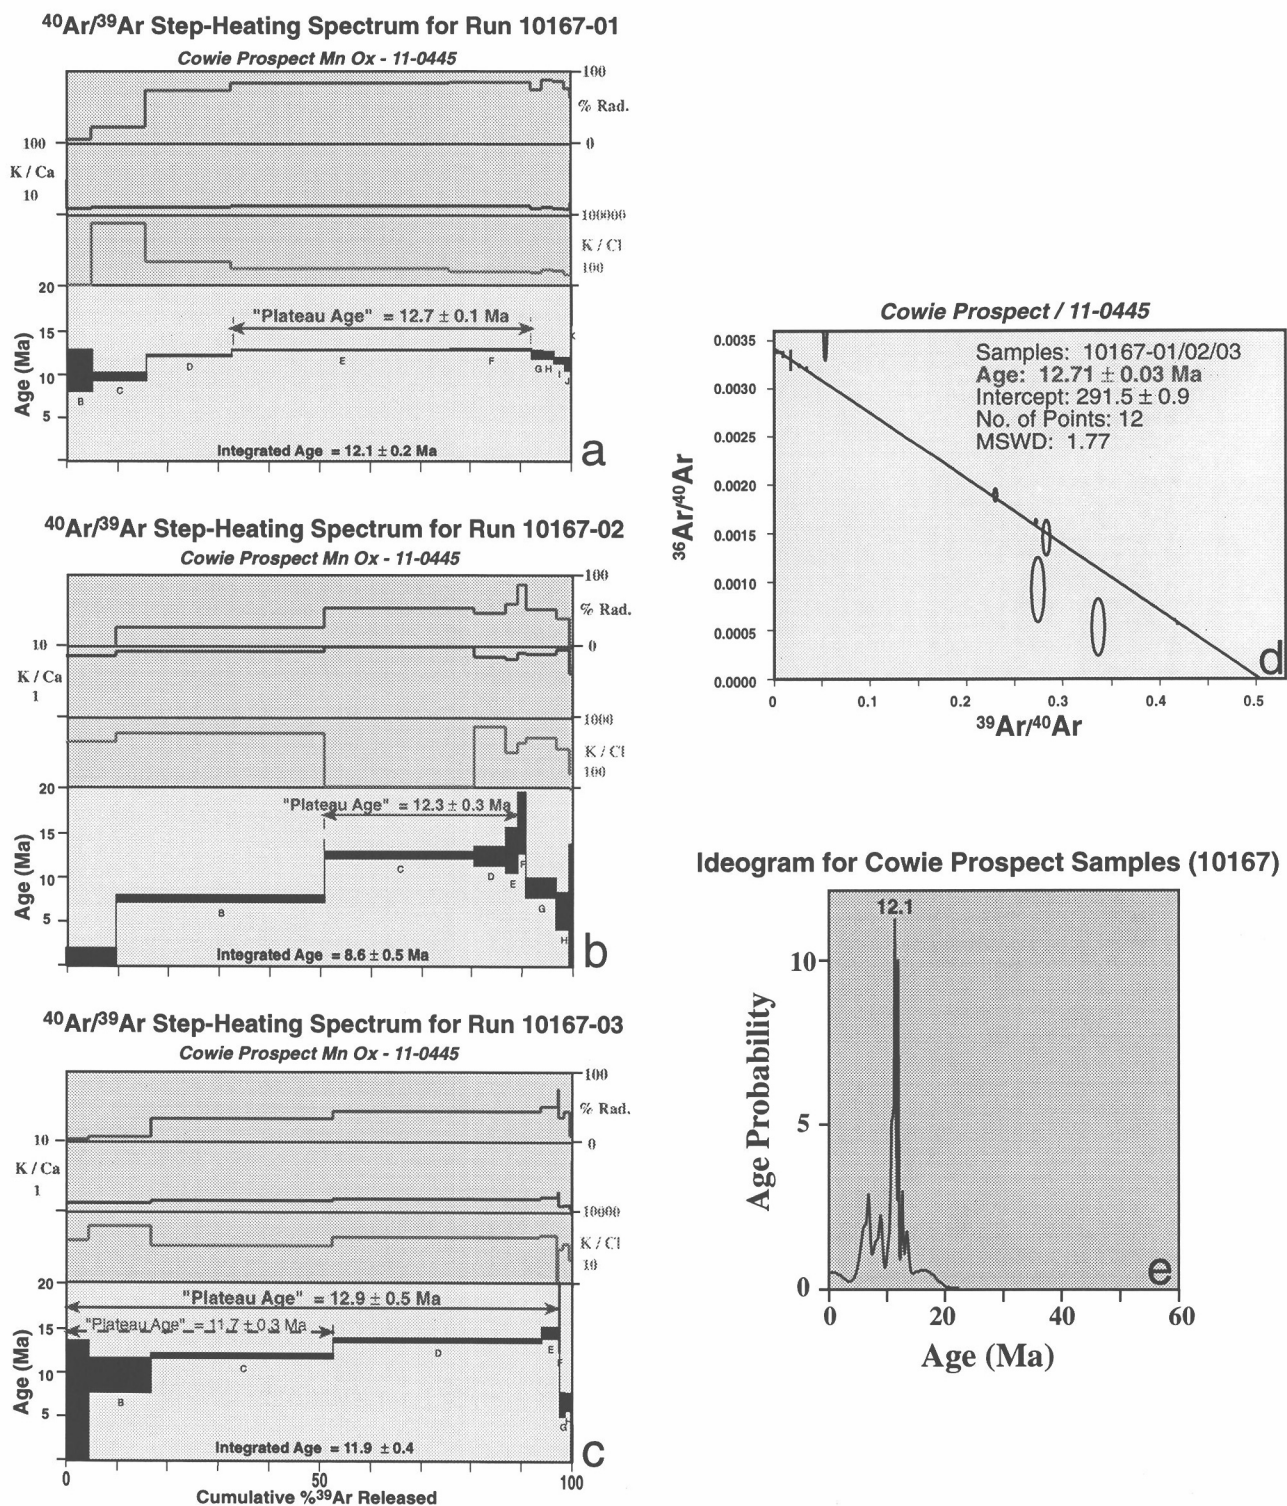 40Ar/39Ar Step-Heating Spectrum for Run 10167-01
Cowie Prospect Mn Ox - 11-0445
100
% Rad.
0
100
K / Ca
10
100000
K / Cl
100
20
15
10
5
Age (Ma)
"Plateau Age" = 12.7 ± 0.1 Ma
B
C
D
E
F
G H
I
J
K
Integrated Age = 12.1 ± 0.2 Ma
a
40Ar/39Ar Step-Heating Spectrum for Run 10167-02
Cowie Prospect Mn Ox - 11-0445
100
% Rad.
0
10
K / Ca
1
1000
K / Cl
100
20
15
10
5
Age (Ma)
"Plateau Age" = 12.3 ± 0.3 Ma
B
C
D
E
F
G
H
Integrated Age = 8.6 ± 0.5 Ma
b
40Ar/39Ar Step-Heating Spectrum for Run 10167-03
Cowie Prospect Mn Ox - 11-0445
100
% Rad.
0
10
K / Ca
1
10000
K / Cl
10
20
15
10
5
Age (Ma)
"Plateau Age" = 12.9 ± 0.5 Ma
"Plateau Age" = 11.7 ± 0.3 Ma
B
C
D
E
F
G
Integrated Age = 11.9 ± 0.4
c
0
50
100
Cumulative %39Ar Released
Cowie Prospect / 11-0445
Samples: 10167-01/02/03
Age: 12.71 ± 0.03 Ma
Intercept: 291.5 ± 0.9
No. of Points: 12
MSWD: 1.77
0.0035
0.0030
0.0025
0.0020
0.0015
0.0010
0.0005
0.0000
36Ar/40Ar
d
0
0.1
0.2
0.3
0.4
0.5
39Ar/40Ar
Ideogram for Cowie Prospect Samples (10167)
12.1
10
5
0
Age Probability
e
0
20
40
60
Age (Ma)